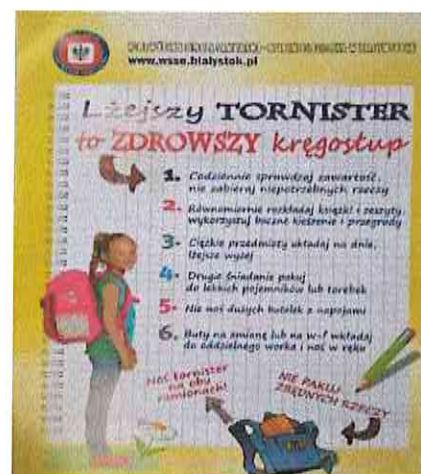 www.wsse.bialystok.pl
Lżejszy TORNISTER
to ZDROWSZY kręgosłup
1. Codziennie sprawdzaj zawartość,
nie zabieraj niepotrzebnych rzeczy
2. Równomiernie rozkładaj książki i zeszyty,
wykorzystuj boczne kieszenie i przegrody
3. Ciężkie przedmioty układaj na dnie,
lżejsze wyżej
4. Drugie śniadanie pakuj
do lekkich pojemników lub torebek
5. Nie noś dużych butelek z napojami
6. Buty na zmianę lub na w-f wkładaj
do oddzielnego worka i noś w ręku
Noś tornister
na obu
ramionach!
NIE PAKUJ
ZBĘDNYCH RZECZY